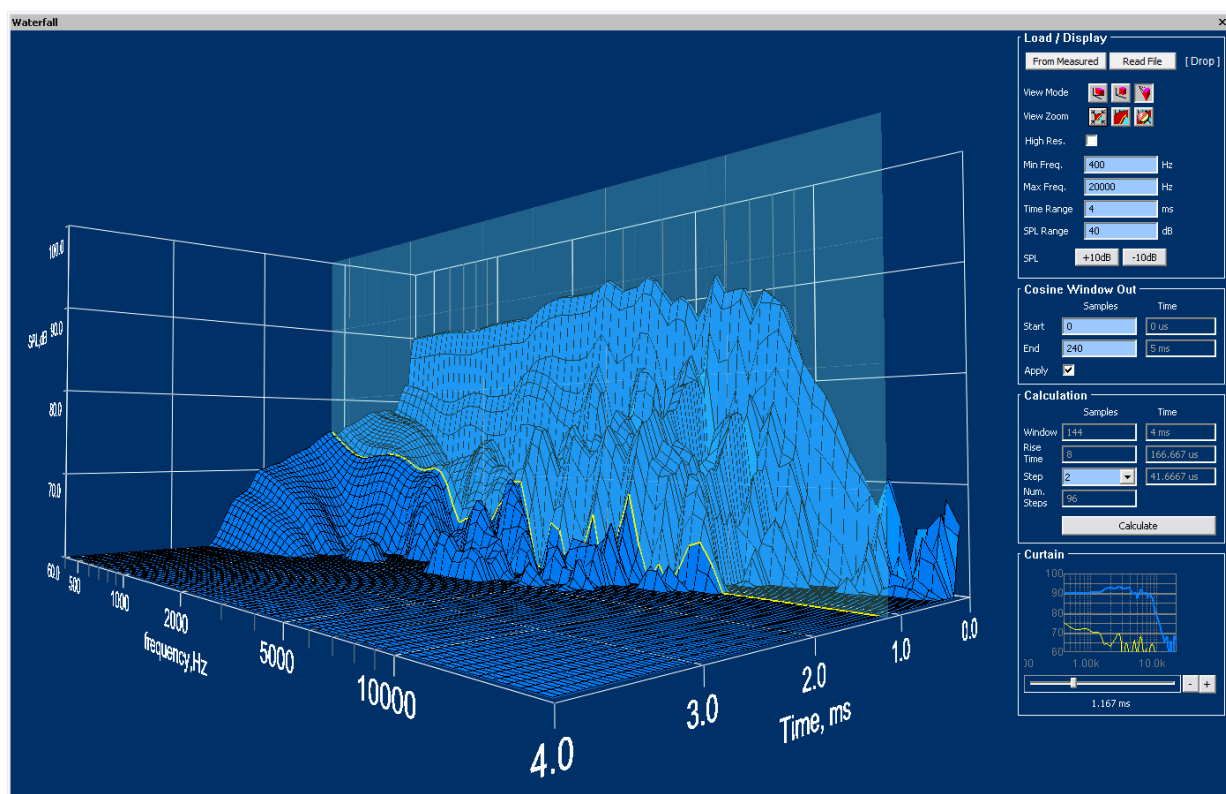 Waterfall
x
Load / Display
From Measured Read File [ Drop ]
View Mode
View Zoom
High Res.
Min Freq. 400 Hz
Max Freq. 20000 Hz
Time Range 4 ms
SPL Range 40 dB
SPL +10dB -10dB
Cosine Window Out
Samples Time
Start 0 0 us
End 240 5 ms
Apply
Calculation
Samples Time
Window 144 4 ms
Rise Time 8 166.667 us
Step 2 41.6667 us
Num. Steps 96
Calculate
Curtain
100
90
80
70
60
00 1.00k 10.0k
- +
1.167 ms
100.0
90.0
SPL,dB
80.0
70.0
60.0
500 1000 2000 5000 10000
frequency,Hz
4.0 3.0 2.0 1.0 0.0
Time, ms